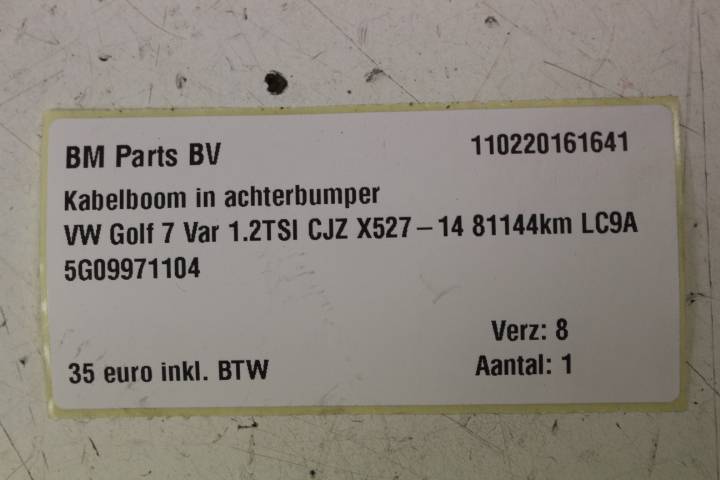 BM Parts BV 110220161641
Kabelboom in achterbumper
VW Golf 7 Var 1.2TSI CJZ X527-14 81144km LC9A
5G09971104
Verz: 8
35 euro inkl. BTW Aantal: 1